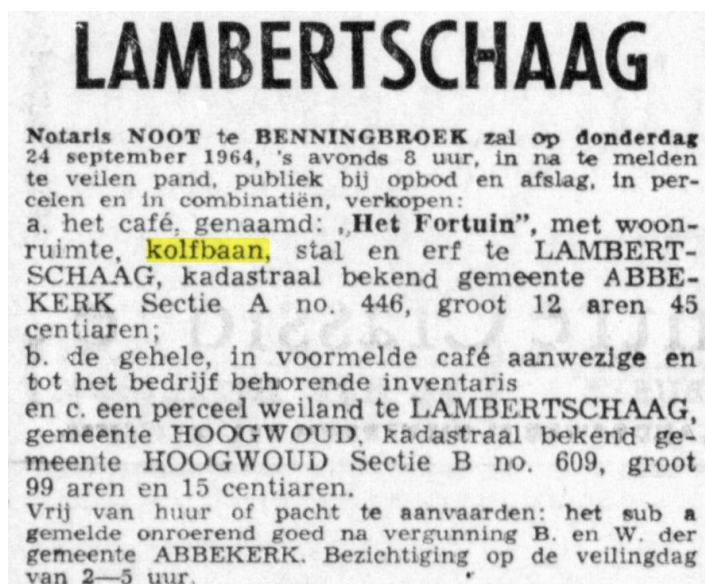 LAMBERTSCHAAG
Notaris NOOT te BENNINGBROEK zal op donderdag
24 september 1964, 's avonds 8 uur, in na te melden
te veilen pand, publiek bij opbod en afslag, in per-
celen en in combinatiën, verkopen:
a. het café, genaamd: „Het Fortuin”, met woon-
ruimte, kolfbaan, stal en erf te LAMBERT-
SCHAAG, kadastraal bekend gemeente ABBE-
KERK Sectie A no. 446, groot 12 aren 45
centiaren;
b. de gehele, in voormelde café aanwezige en
tot het bedrijf behorende inventaris
en c. een perceel weiland te LAMBERTSCHAAG,
gemeente HOOGWOUD, kadastraal bekend ge-
meente HOOGWOUD Sectie B no. 609, groot
99 aren en 15 centiaren.
Vrij van huur of pacht te aanvaarden: het sub a
gemelde onroerend goed na vergunning B. en W. der
gemeente ABBEKERK. Bezichtiging op de veilingdag
van 2—5 uur.